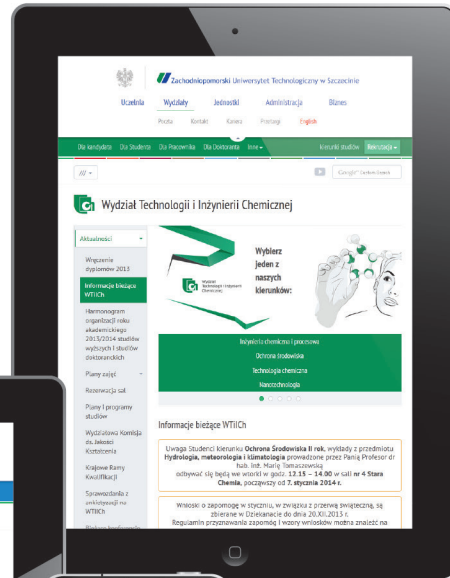 Zachodniopomorski Uniwersytet Technologiczny w Szczecinie
Uczelnia Wydziały Jednostki Administracja Biznes
Poczta Kontakt Kariera Przetargi English
Dla kandydata Dla Studenta Dla Pracownika Dla Doktoranta Inne Kierunki studiów Rekrutacja
///
Google
Wydział Technologii i Inżynierii Chemicznej
Aktualności
Wręczenie
dyplomów 2013
Informacje bieżące
WTiICh
Harmonogram
organizacji roku
akademickiego
2013/2014 studiów
wyższych i studiów
doktoranckich
Plany zajęć
Rezerwacja sal
Plany i programy
studiów
Wydziałowa Komisja
ds. Jakości
Kształcenia
Krajowe Ramy
Kwalifikacji
Sprawozdania z
ankietyzacji na
WTiICh
Wydział
Technologii i Inżynierii
Chemicznej
Wybierz
jeden z
naszych
kierunków:
Inżynieria chemiczna i procesowa
Ochrona środowiska
Technologia chemiczna
Nanotechnologia
Informacje bieżące WTiICh
Uwaga Studenci kierunku Ochrona Środowiska II rok, wykłady z przedmiotu
Hydrologia, meteorologia i klimatologia prowadzone przez Panią Profesor dr
hab. inż. Marię Tomaszewską
odbywać się będą we wtorki w godz. 12.15 – 14.00 w sali nr 4 Stara
Chemia, począwszy od 7. stycznia 2014 r.
Wnioski o zapomogę w styczniu, w związku z przerwą świąteczną, są
zbierane w Dziekanacie do dnia 20.XII.2013 r.
Regulamin przyznawania zapomóg i wzory wniosków można znaleźć na